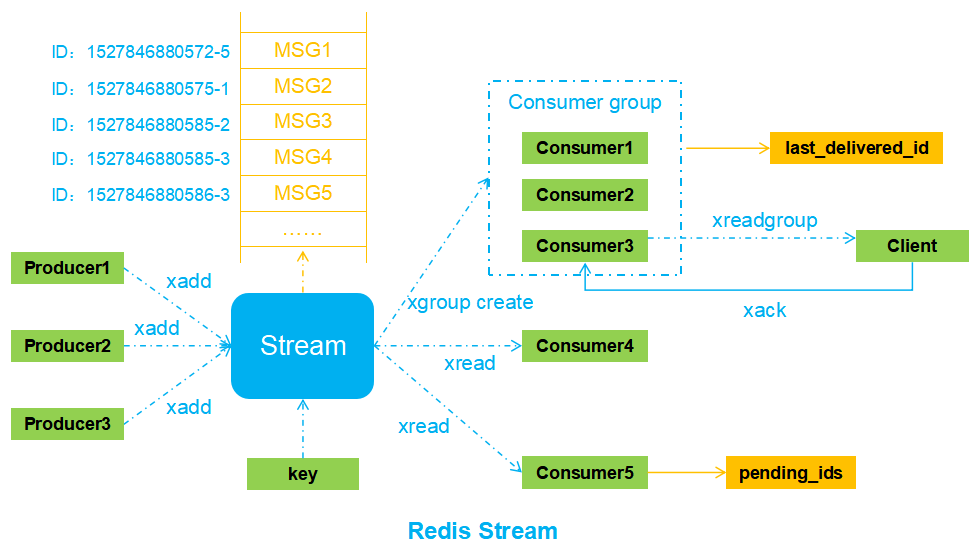 ID：1527846880572-5
MSG1
ID：1527846880575-1
MSG2
ID：1527846880585-2
MSG3
ID：1527846880585-3
MSG4
ID：1527846880586-3
MSG5
……
Consumer group
Consumer1
last_delivered_id
Consumer2
xreadgroup
Consumer3
Client
Producer1
xadd
xgroup create
xack
xadd
Producer2
Stream
Consumer4
xread
xadd
Producer3
xread
key
Consumer5
pending_ids
Redis Stream